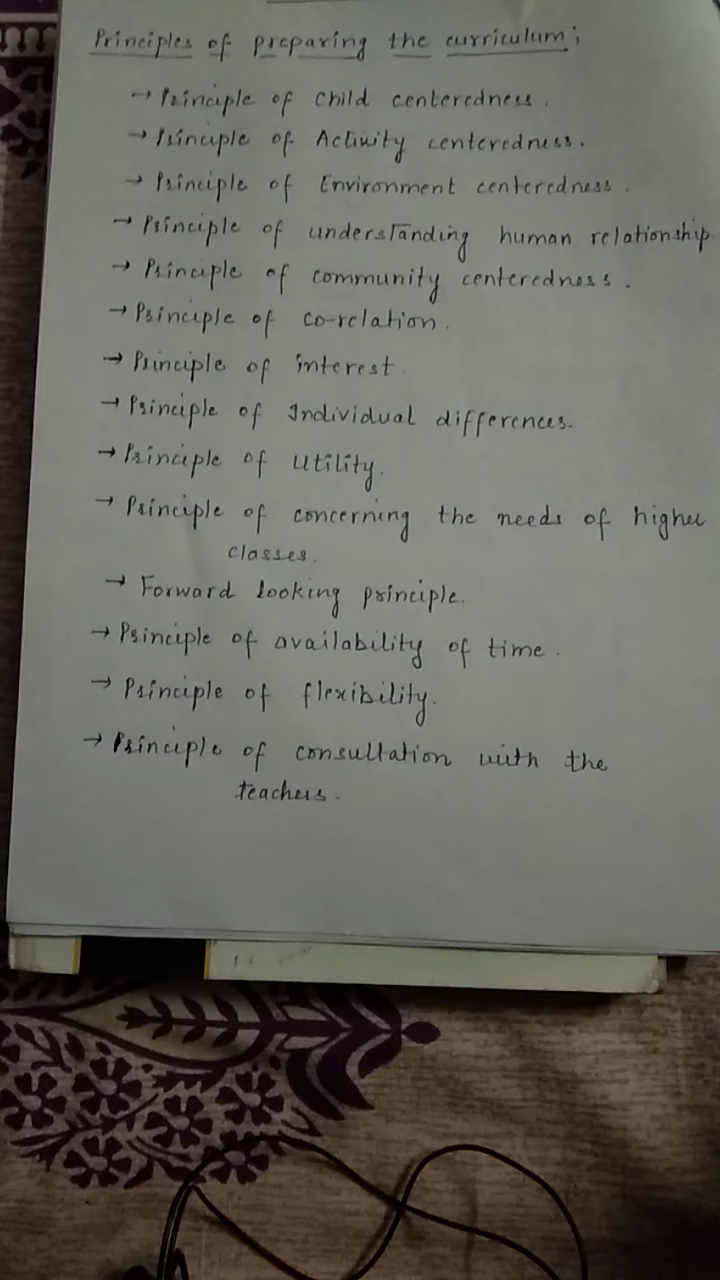 Principles of preparing the curriculum;
→ Principle of child centeredness.
→ Principle of Activity centeredness.
→ Principle of Environment centeredness.
→ Principle of understanding human relationship
→ Principle of community centeredness.
→ Principle of co-relation.
→ Principle of interest.
→ Principle of Individual differences.
→ Principle of Utility.
→ Principle of concerning the needs of higher
classes.
→ Forward looking principle.
→ Principle of availability of time.
→ Principle of flexibility.
→ Principle of consultation with the
teachers.